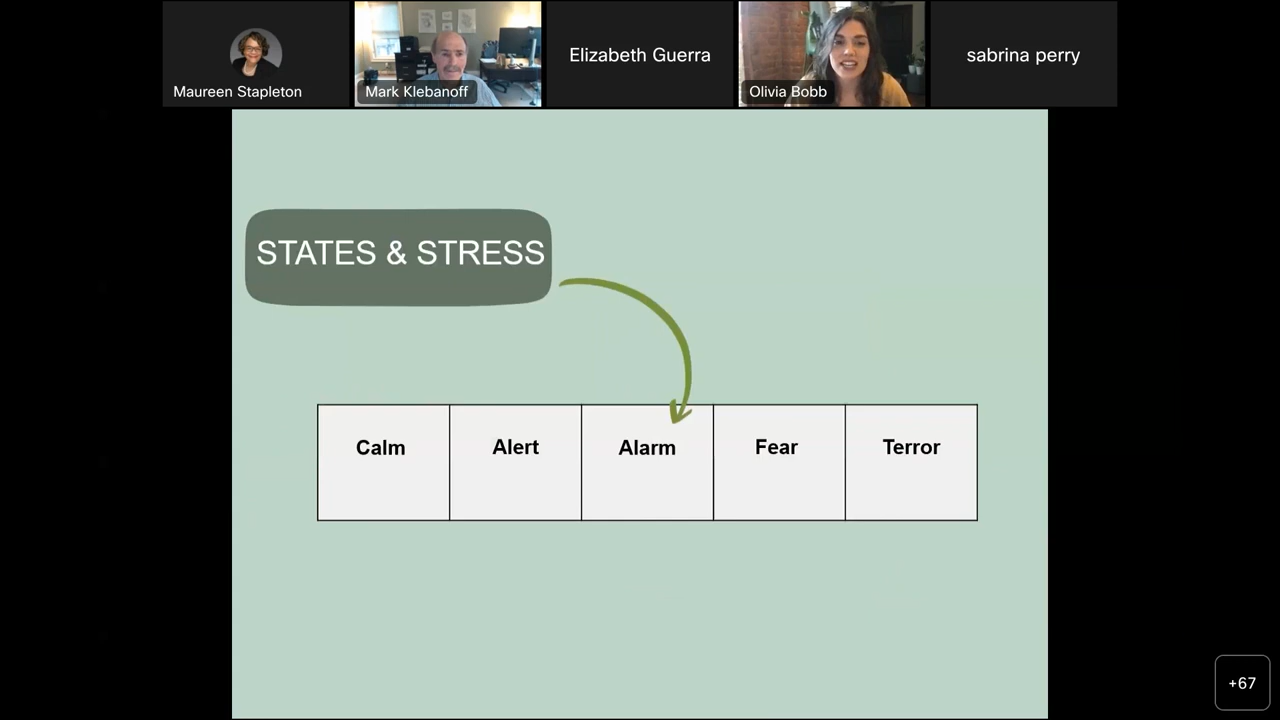 Maureen Stapleton
Mark Klebanoff
Elizabeth Guerra
Olivia Bobb
sabrina perry
STATES & STRESS
Calm
Alert
Alarm
Fear
Terror
+67